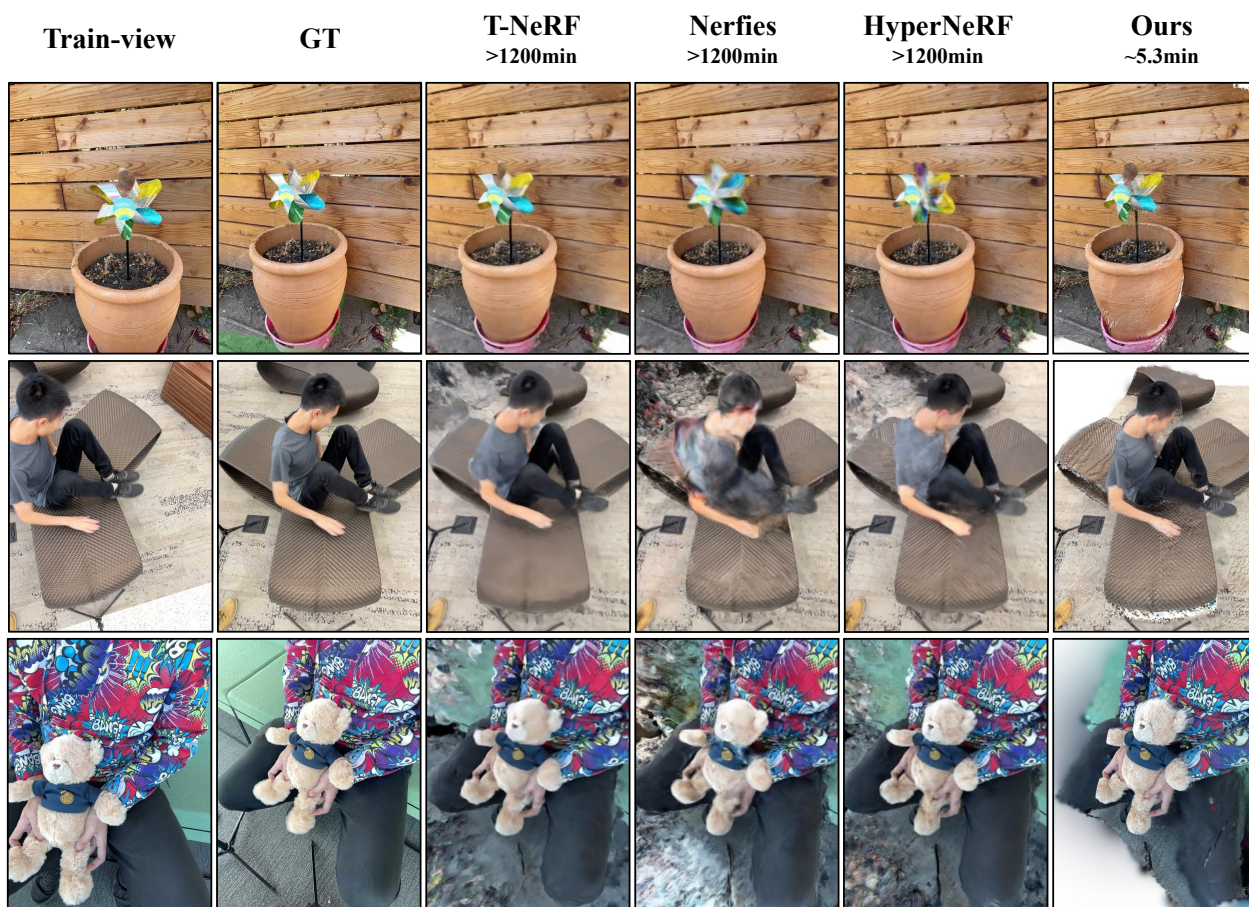 Train-view
GT
T-NeRF
>1200min
Nerfies
>1200min
HyperNeRF
>1200min
Ours
~5.3min